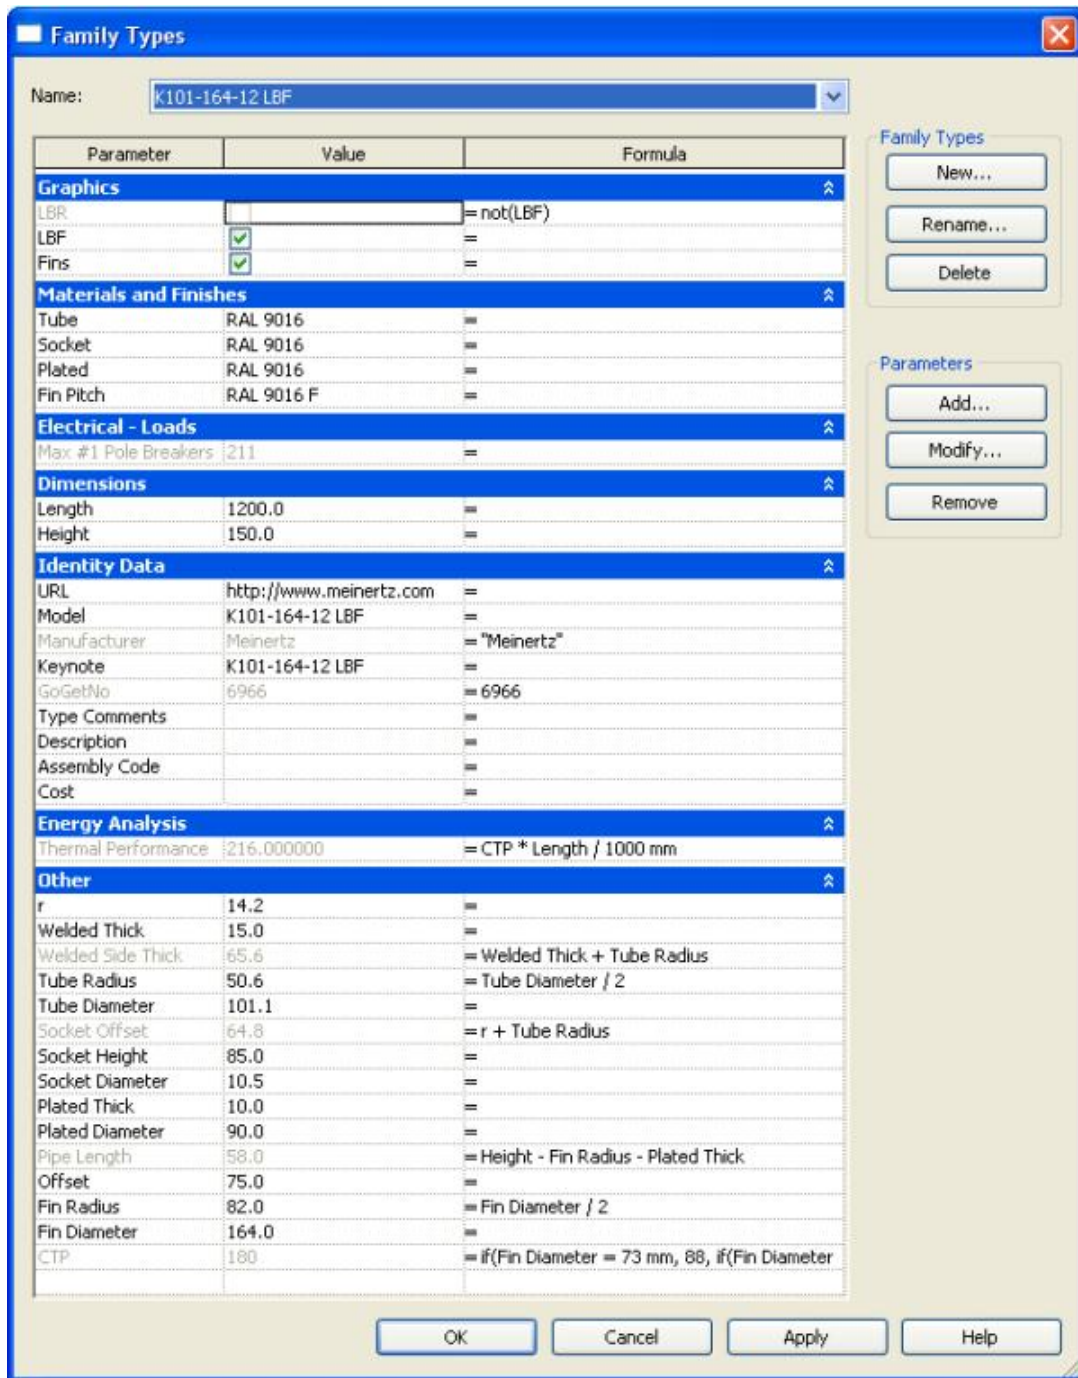 Family Types
Name: K101-164-12 LBF
Parameter Value Formula
Graphics
LBR = not(LBF)
LBF =
Fins =
Materials and Finishes
Tube RAL 9016 =
Socket RAL 9016 =
Plated RAL 9016 =
Fin Pitch RAL 9016 F =
Electrical - Loads
Max #1 Pole Breakers 211 =
Dimensions
Length 1200.0 =
Height 150.0 =
Identity Data
URL http://www.meinertz.com =
Model K101-164-12 LBF =
Manufacturer Meinertz = "Meinertz"
Keynote K101-164-12 LBF =
GoGetNo 6966 = 6966
Type Comments =
Description =
Assembly Code =
Cost =
Energy Analysis
Thermal Performance 216.000000 = CTP * Length / 1000 mm
Other
r 14.2 =
Welded Thick 15.0 =
Welded Side Thick 65.6 = Welded Thick + Tube Radius
Tube Radius 50.6 = Tube Diameter / 2
Tube Diameter 101.1 =
Socket Offset 64.8 = r + Tube Radius
Socket Height 85.0 =
Socket Diameter 10.5 =
Plated Thick 10.0 =
Plated Diameter 90.0 =
Pipe Length 58.0 = Height - Fin Radius - Plated Thick
Offset 75.0 =
Fin Radius 82.0 = Fin Diameter / 2
Fin Diameter 164.0 =
CTP 180 = if(Fin Diameter = 73 mm, 88, if(Fin Diameter
Family Types
New...
Rename...
Delete
Parameters
Add...
Modify...
Remove
OK Cancel Apply Help